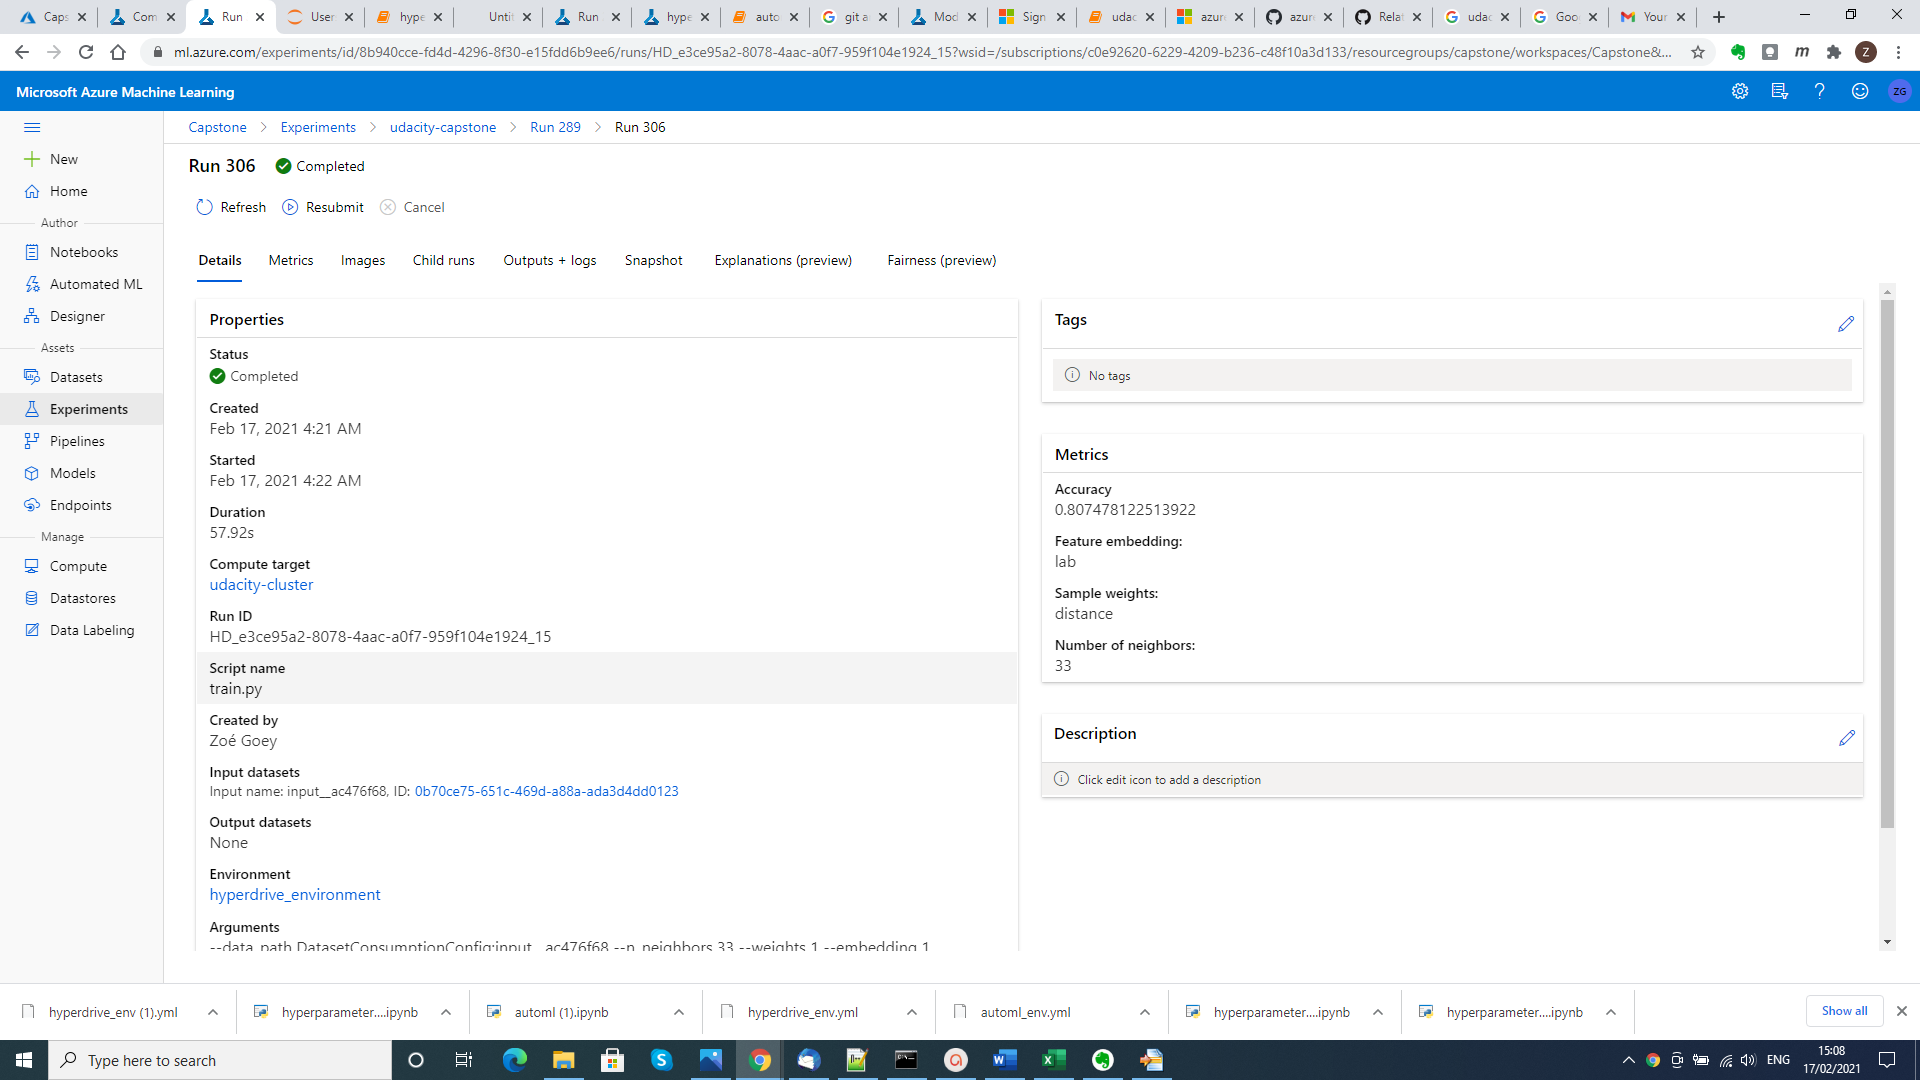 Caps
Com
Run
User
hype
Untit
Run
hype
auto
git a
Mod
Sign
udac
azure
azure
Relat
udac
Goo
Your
ml.azure.com/experiments/id/8b940cce-fd4d-4296-8f30-e15fdd6b9ee6/runs/HD_e3ce95a2-8078-4aac-a0f7-959f104e1924_15?wsid=/subscriptions/c0e92620-6229-4209-b236-c48f10a3d133/resourcegroups/capstone/workspaces/Capstone&...
Z
Microsoft Azure Machine Learning
ZG
Capstone > Experiments > udacity-capstone > Run 289 > Run 306
New
Home
Author
Notebooks
Automated ML
Designer
Assets
Datasets
Experiments
Pipelines
Models
Endpoints
Manage
Compute
Datastores
Data Labeling
Run 306 Completed
Refresh Resubmit Cancel
Details Metrics Images Child runs Outputs + logs Snapshot Explanations (preview) Fairness (preview)
Properties
Status
Completed
Created
Feb 17, 2021 4:21 AM
Started
Feb 17, 2021 4:22 AM
Duration
57.92s
Compute target
udacity-cluster
Run ID
HD_e3ce95a2-8078-4aac-a0f7-959f104e1924_15
Script name
train.py
Created by
Zoé Goey
Input datasets
Input name: input__ac476f68, ID: 0b70ce75-651c-469d-a88a-ada3d4dd0123
Output datasets
None
Environment
hyperdrive_environment
Arguments
--data_path DatasetConsumptionConfig:input__ac476f68 --n_neighbors 33 --weights 1 --embedding 1
Tags
No tags
Metrics
Accuracy
0.807478122513922
Feature embedding:
lab
Sample weights:
distance
Number of neighbors:
33
Description
Click edit icon to add a description
hyperdrive_env (1).yml
hyperparameter....ipynb
automl (1).ipynb
hyperdrive_env.yml
automl_env.yml
hyperparameter....ipynb
hyperparameter....ipynb
Show all
Type here to search
ENG
15:08
17/02/2021